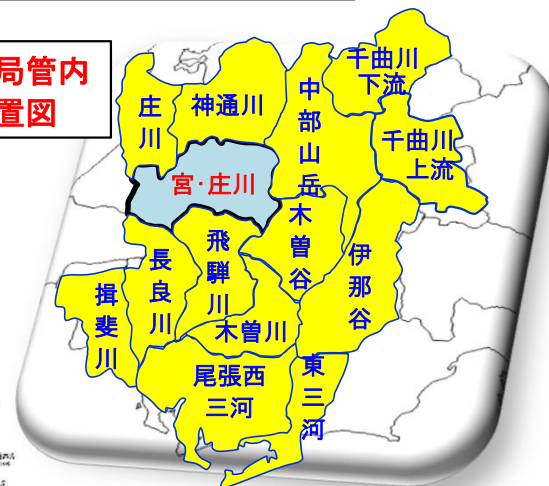 局管内
置図
千曲川
下流
庄川
神通川
中部山岳
千曲川
上流
宮・庄川
木曽谷
飛騨川
伊那谷
長良川
揖斐川
木曽川
尾張西
三河
東三河